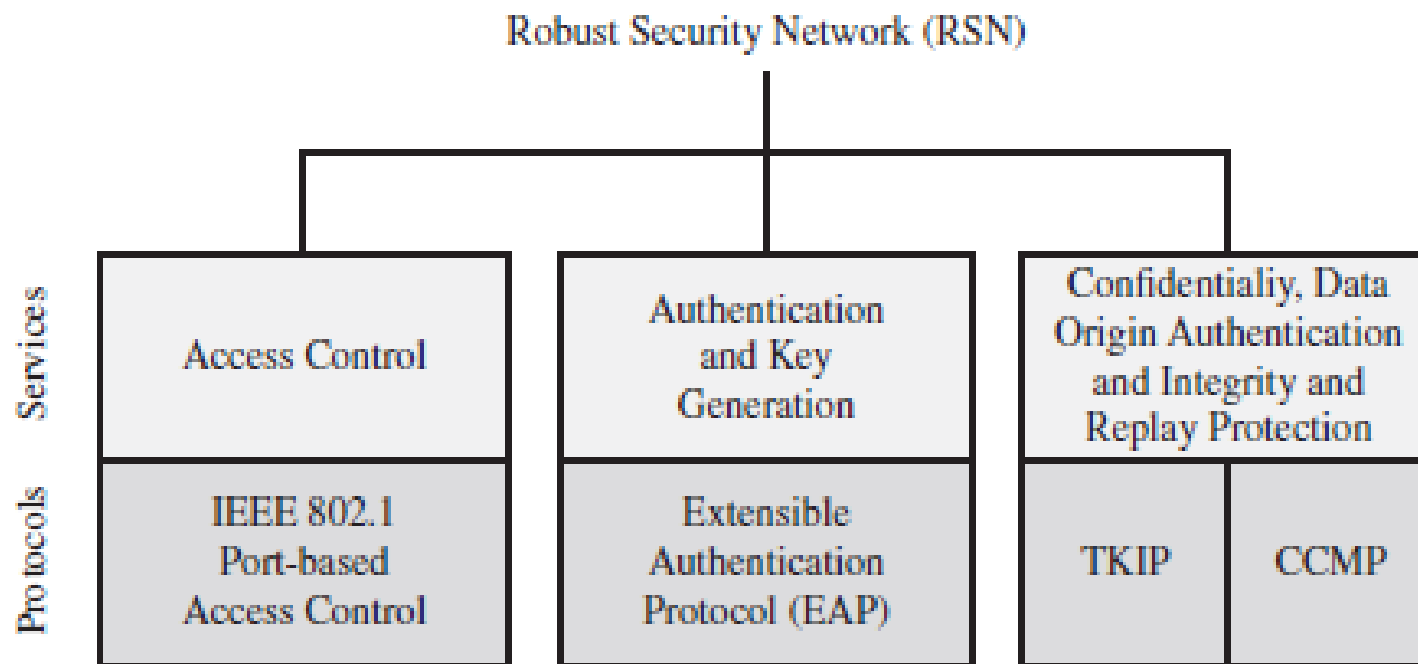 Robust Security Network (RSN)
Services
Access Control
Authentication
and Key
Generation
Confidentialiy, Data
Origin Authentication
and Integrity and
Replay Protection
Protocols
IEEE 802.1
Port-based
Access Control
Extensible
Authentication
Protocol (EAP)
TKIP
CCMP